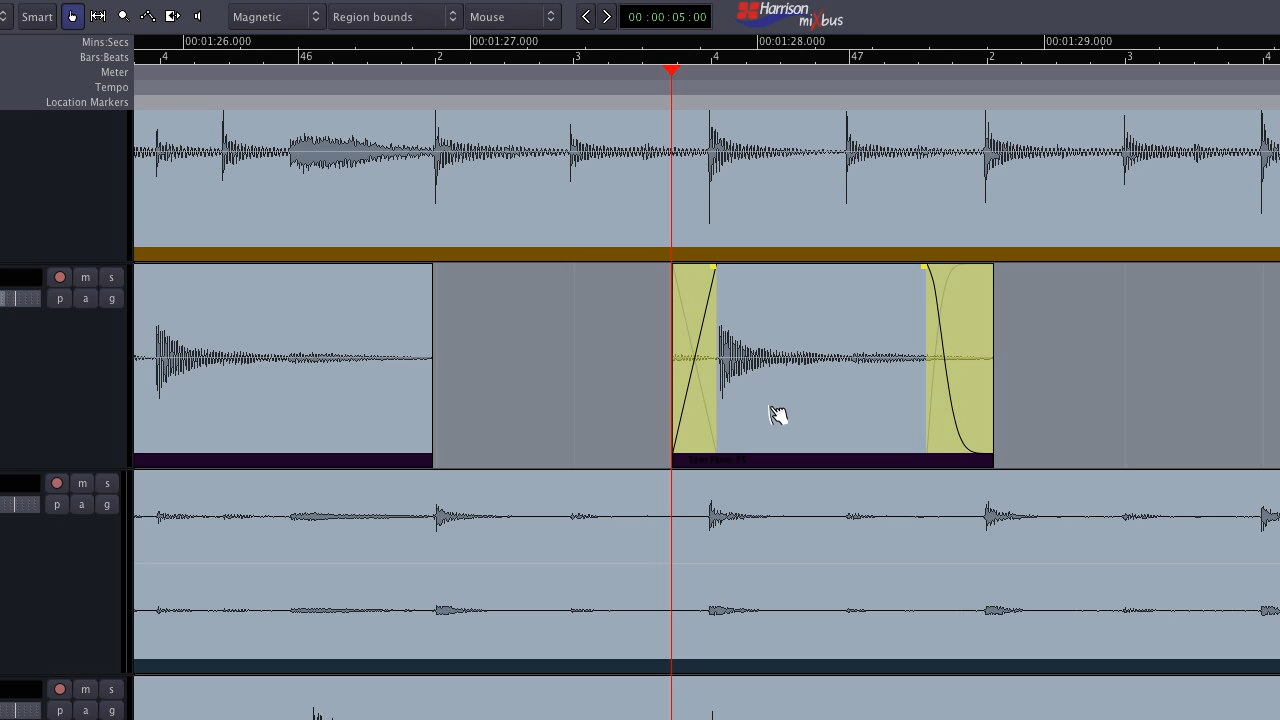 Smart Magnetic Region bounds Mouse 00:00:05:00 Harrison mixbus
Mins:Secs 00:01:26.000 00:01:27.000 00:01:28.000 00:01:29.000
Bars:Beats 4 46 2 3 4 47 2 3 4
Meter
Tempo
Location Markers
m s
p a g
m s
p a g
m s
p a g